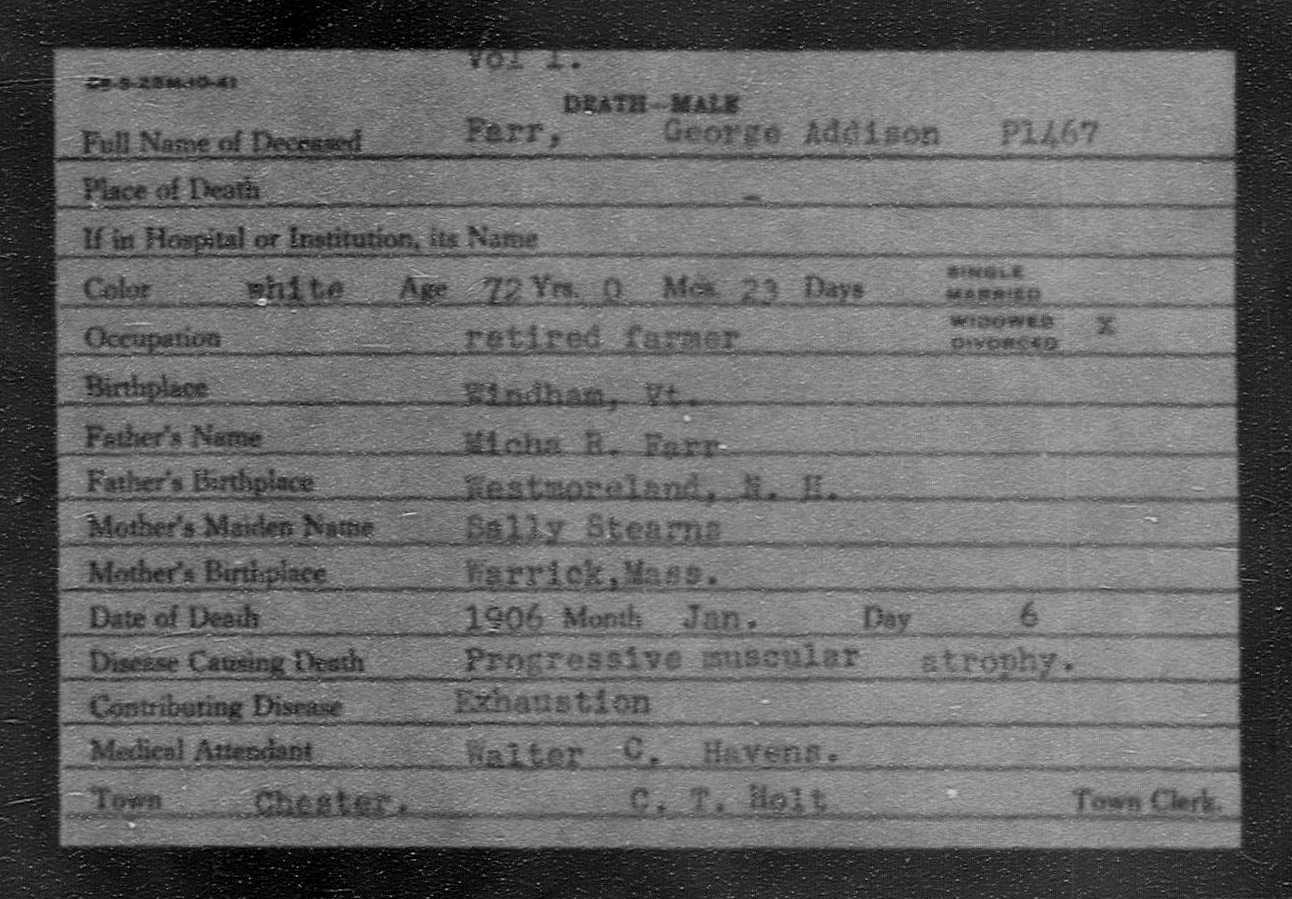 Vol 1.
DEATH—MALE
Full Name of Deceased Farr, George Addison P1467
Place of Death -
If in Hospital or Institution, its Name
Color white Age 72 Yrs. 0 Mos. 23 Days SINGLE
MARRIED
Occupation retired farmer WIDOWED X
DIVORCED
Birthplace Windham, Vt.
Father's Name Micha R. Farr
Father's Birthplace Westmoreland, N. H.
Mother's Maiden Name Sally Stearns
Mother's Birthplace Warrick,Mass.
Date of Death 1906 Month Jan. Day 6
Disease Causing Death Progressive muscular atrophy.
Contributing Disease Exhaustion
Medical Attendant Walter C. Havens.
Town Chester. C. T. Holt Town Clerk.